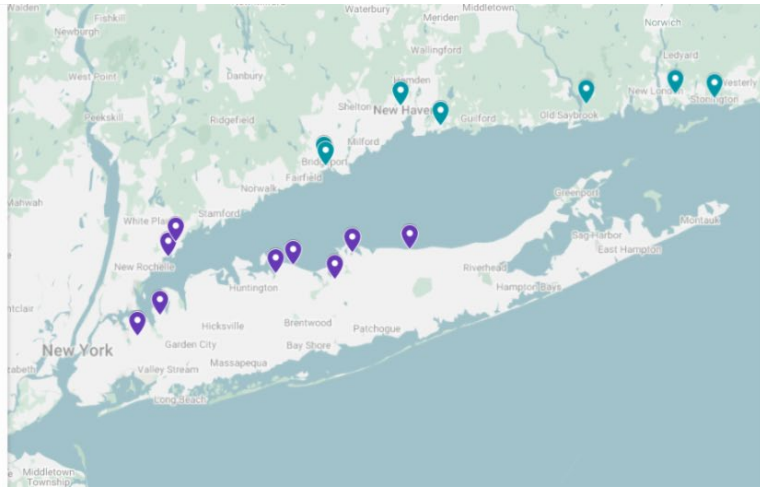 Walden
Fishkill
Newburgh
Waterbury
Meriden
Middletown
Norwich
Wallingford
Ledyard
West Point
Danbury
Hamden
Shelton
New Haven
New London
Westerly
Stonington
Peekskill
Ridgefield
Guilford
Old Saybrook
Milford
Bridgeport
Fairfield
Norwalk
Mahwah
Stamford
White Plains
Greenport
Montauk
Sag Harbor
East Hampton
New Rochelle
Riverhead
Huntington
Hampton Bays
Hicksville
Brentwood
Patchogue
Garden City
Bay Shore
New York
Massapequa
Valley Stream
Long Beach
Middletown
Township